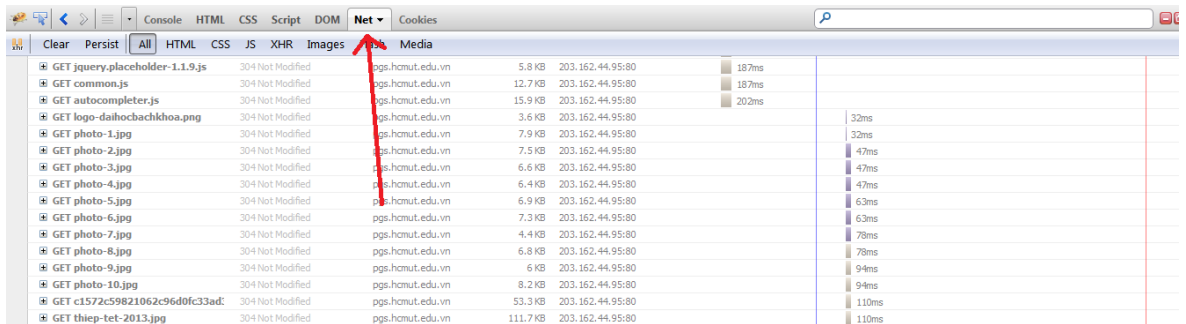 Console HTML CSS Script DOM Net Cookies
xhr Clear Persist All HTML CSS JS XHR Images Flash Media
GET jquery.placeholder-1.1.9.js 304 Not Modified pgs.hcmut.edu.vn 5.8 KB 203.162.44.95:80 187ms
GET common.js 304 Not Modified pgs.hcmut.edu.vn 12.7 KB 203.162.44.95:80 187ms
GET autocompleter.js 304 Not Modified pgs.hcmut.edu.vn 15.9 KB 203.162.44.95:80 202ms
GET logo-daihocbachkhoa.png 304 Not Modified pgs.hcmut.edu.vn 3.6 KB 203.162.44.95:80 32ms
GET photo-1.jpg 304 Not Modified pgs.hcmut.edu.vn 7.9 KB 203.162.44.95:80 32ms
GET photo-2.jpg 304 Not Modified pgs.hcmut.edu.vn 7.5 KB 203.162.44.95:80 47ms
GET photo-3.jpg 304 Not Modified pgs.hcmut.edu.vn 6.6 KB 203.162.44.95:80 47ms
GET photo-4.jpg 304 Not Modified pgs.hcmut.edu.vn 6.4 KB 203.162.44.95:80 47ms
GET photo-5.jpg 304 Not Modified pgs.hcmut.edu.vn 6.9 KB 203.162.44.95:80 63ms
GET photo-6.jpg 304 Not Modified pgs.hcmut.edu.vn 7.3 KB 203.162.44.95:80 63ms
GET photo-7.jpg 304 Not Modified pgs.hcmut.edu.vn 4.4 KB 203.162.44.95:80 78ms
GET photo-8.jpg 304 Not Modified pgs.hcmut.edu.vn 6.8 KB 203.162.44.95:80 78ms
GET photo-9.jpg 304 Not Modified pgs.hcmut.edu.vn 6 KB 203.162.44.95:80 94ms
GET photo-10.jpg 304 Not Modified pgs.hcmut.edu.vn 8.2 KB 203.162.44.95:80 94ms
GET c1572c59821062c96d0fc33ad3 304 Not Modified pgs.hcmut.edu.vn 53.3 KB 203.162.44.95:80 110ms
GET thiep-tet-2013.jpg 304 Not Modified pgs.hcmut.edu.vn 111.7 KB 203.162.44.95:80 110ms